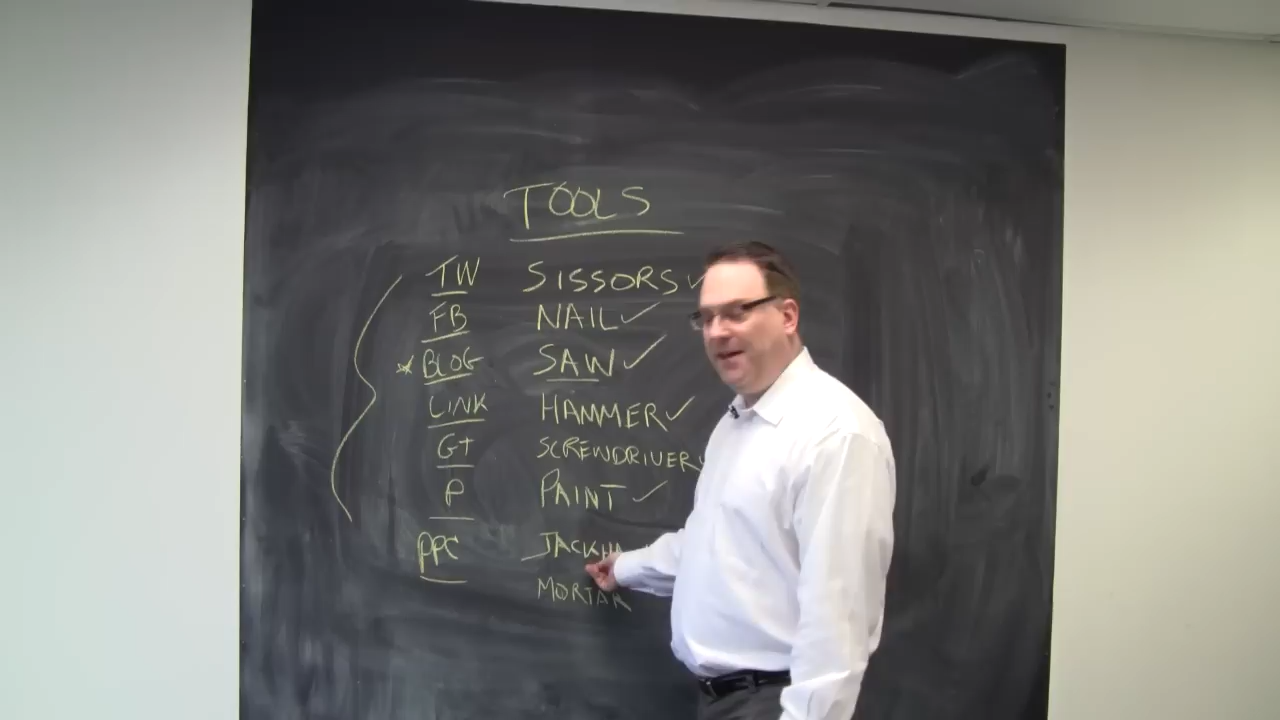 TOOLS
TW SISSORS ✓
FB NAIL ✓
* BLOG SAW ✓
LINK HAMMER ✓
G+ SCREWDRIVER ✓
P PAINT ✓
PPC
MORTAR